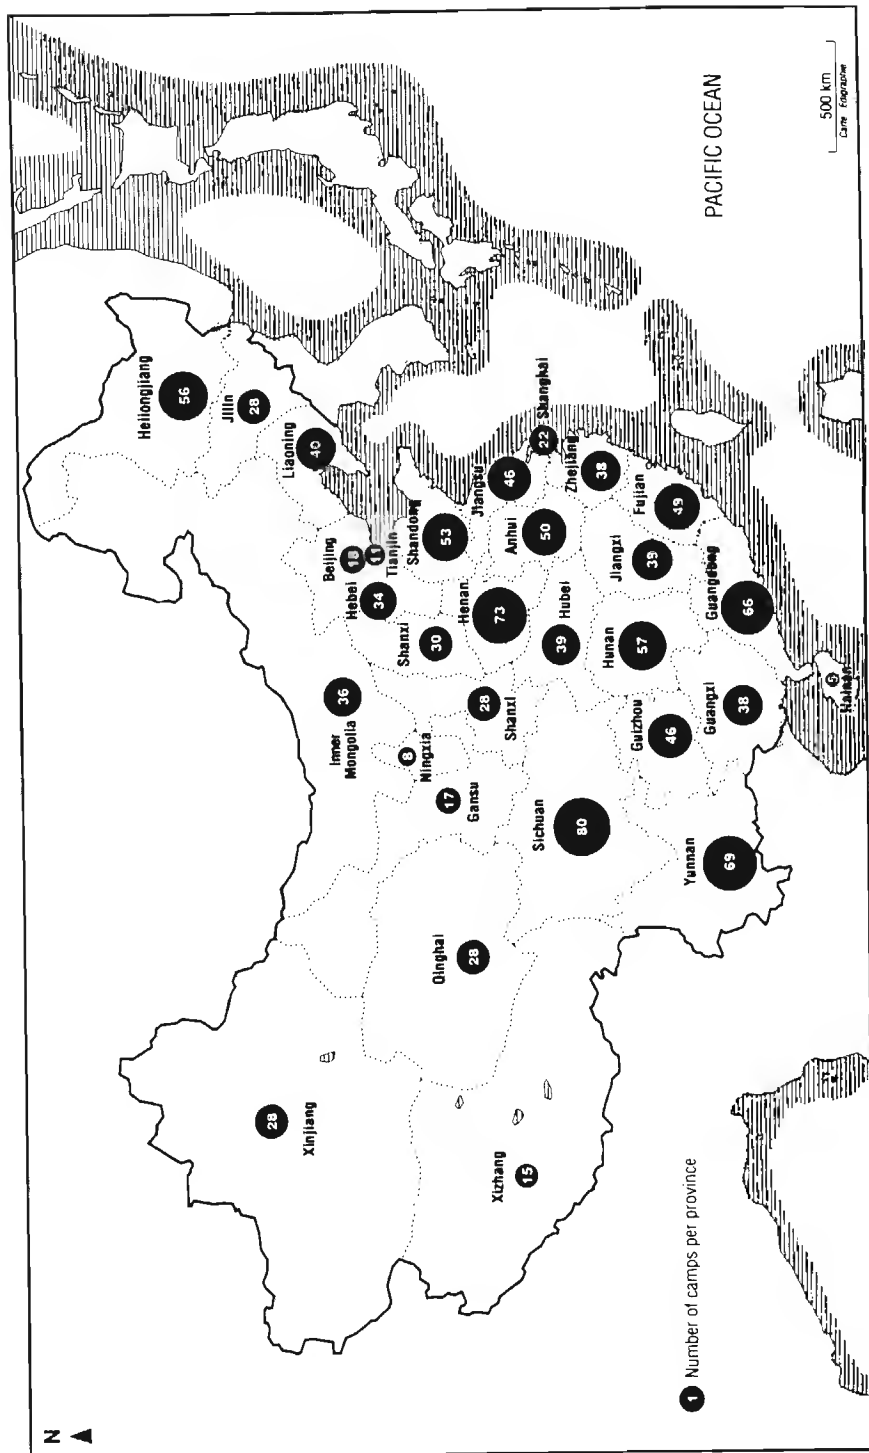 N
Heilongjiang
56
Jilin
28
Liaoning
40
Xinjiang
28
Inner
Mongolia
36
Beijing
Hebei
34
Tianjin
11
Ningxia
8
Shanxi
30
Shandong
53
Gansu
17
Qinghai
28
Shanxi
28
Henan
73
Jiangsu
46
Xizhang
15
Anhui
50
22
Shanghai
Sichuan
80
Hubei
39
Zhejiang
38
Hunan
57
Jiangxi
39
Fujian
49
Guizhou
46
Yunnan
69
Guangxi
38
Guangdong
66
Hainan
PACIFIC OCEAN
1 Number of camps per province
500 km